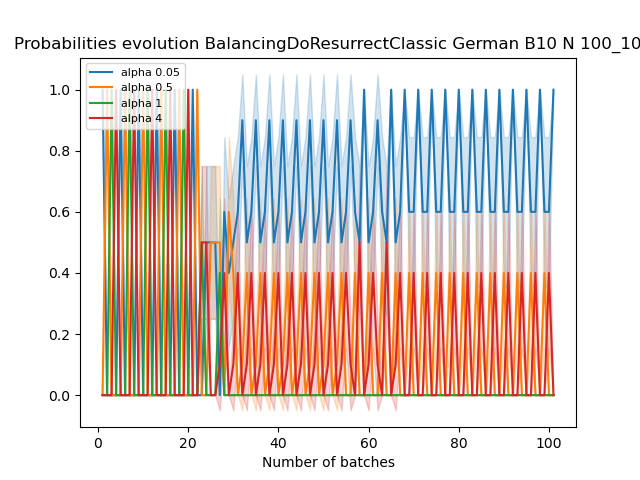 Probabilities evolution BalancingDoResurrectClassic German B10 N 100_10
alpha 0.05
alpha 0.5
alpha 1
alpha 4
1.0
0.8
0.6
0.4
0.2
0.0
0 20 40 60 80 100
Number of batches